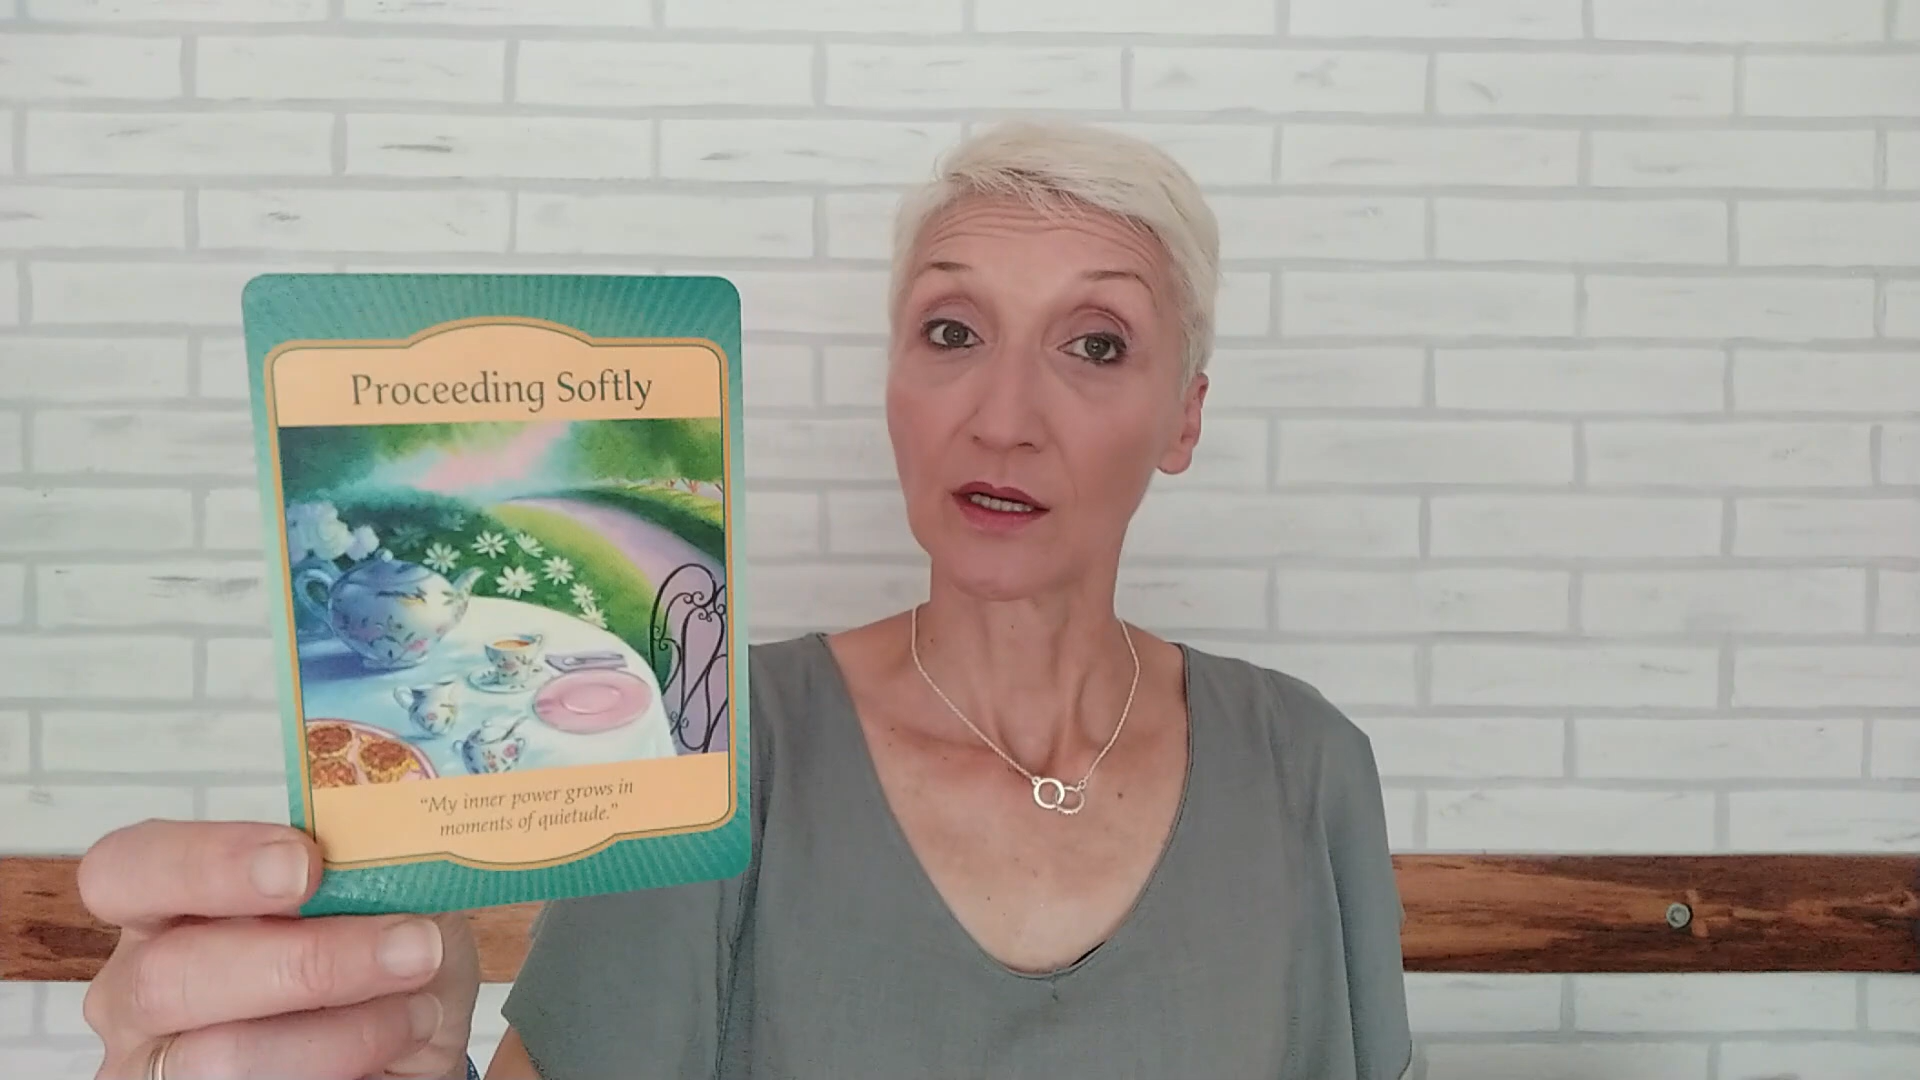 Proceeding Softly
“My inner power grows in
moments of quietude.”